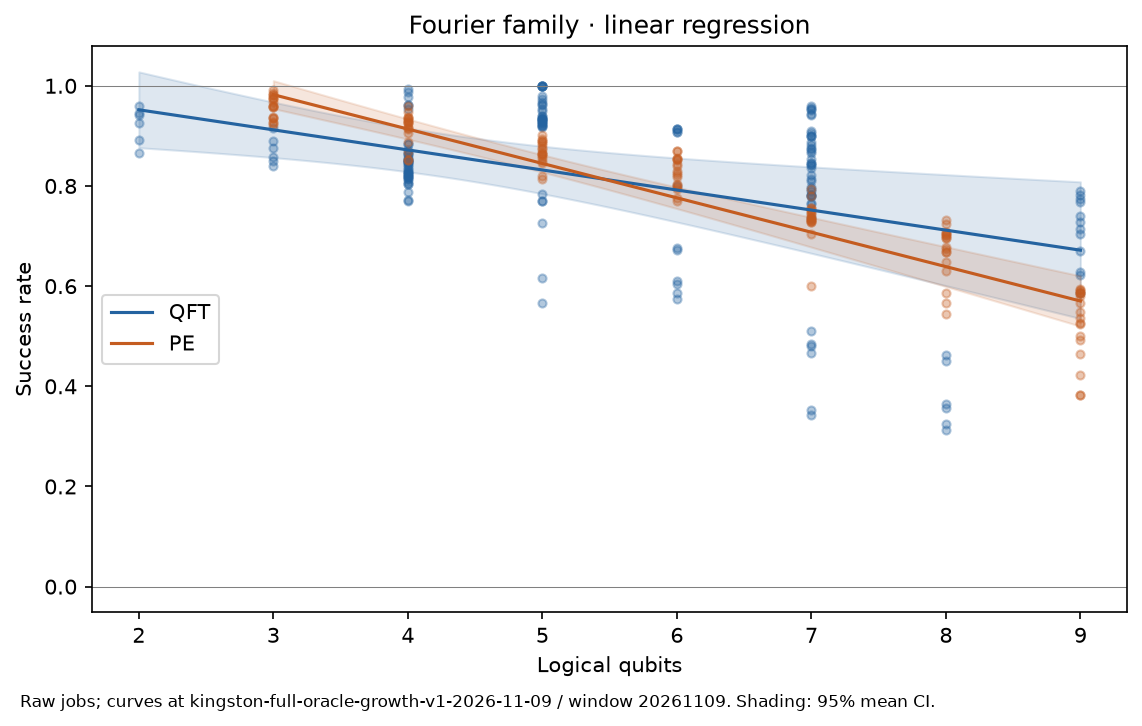 Fourier family · linear regression
Success rate
1.0
0.8
0.6
0.4
0.2
0.0
QFT
PE
2 3 4 5 6 7 8 9
Logical qubits
Raw jobs; curves at kingston-full-oracle-growth-v1-2026-11-09 / window 20261109. Shading: 95% mean CI.